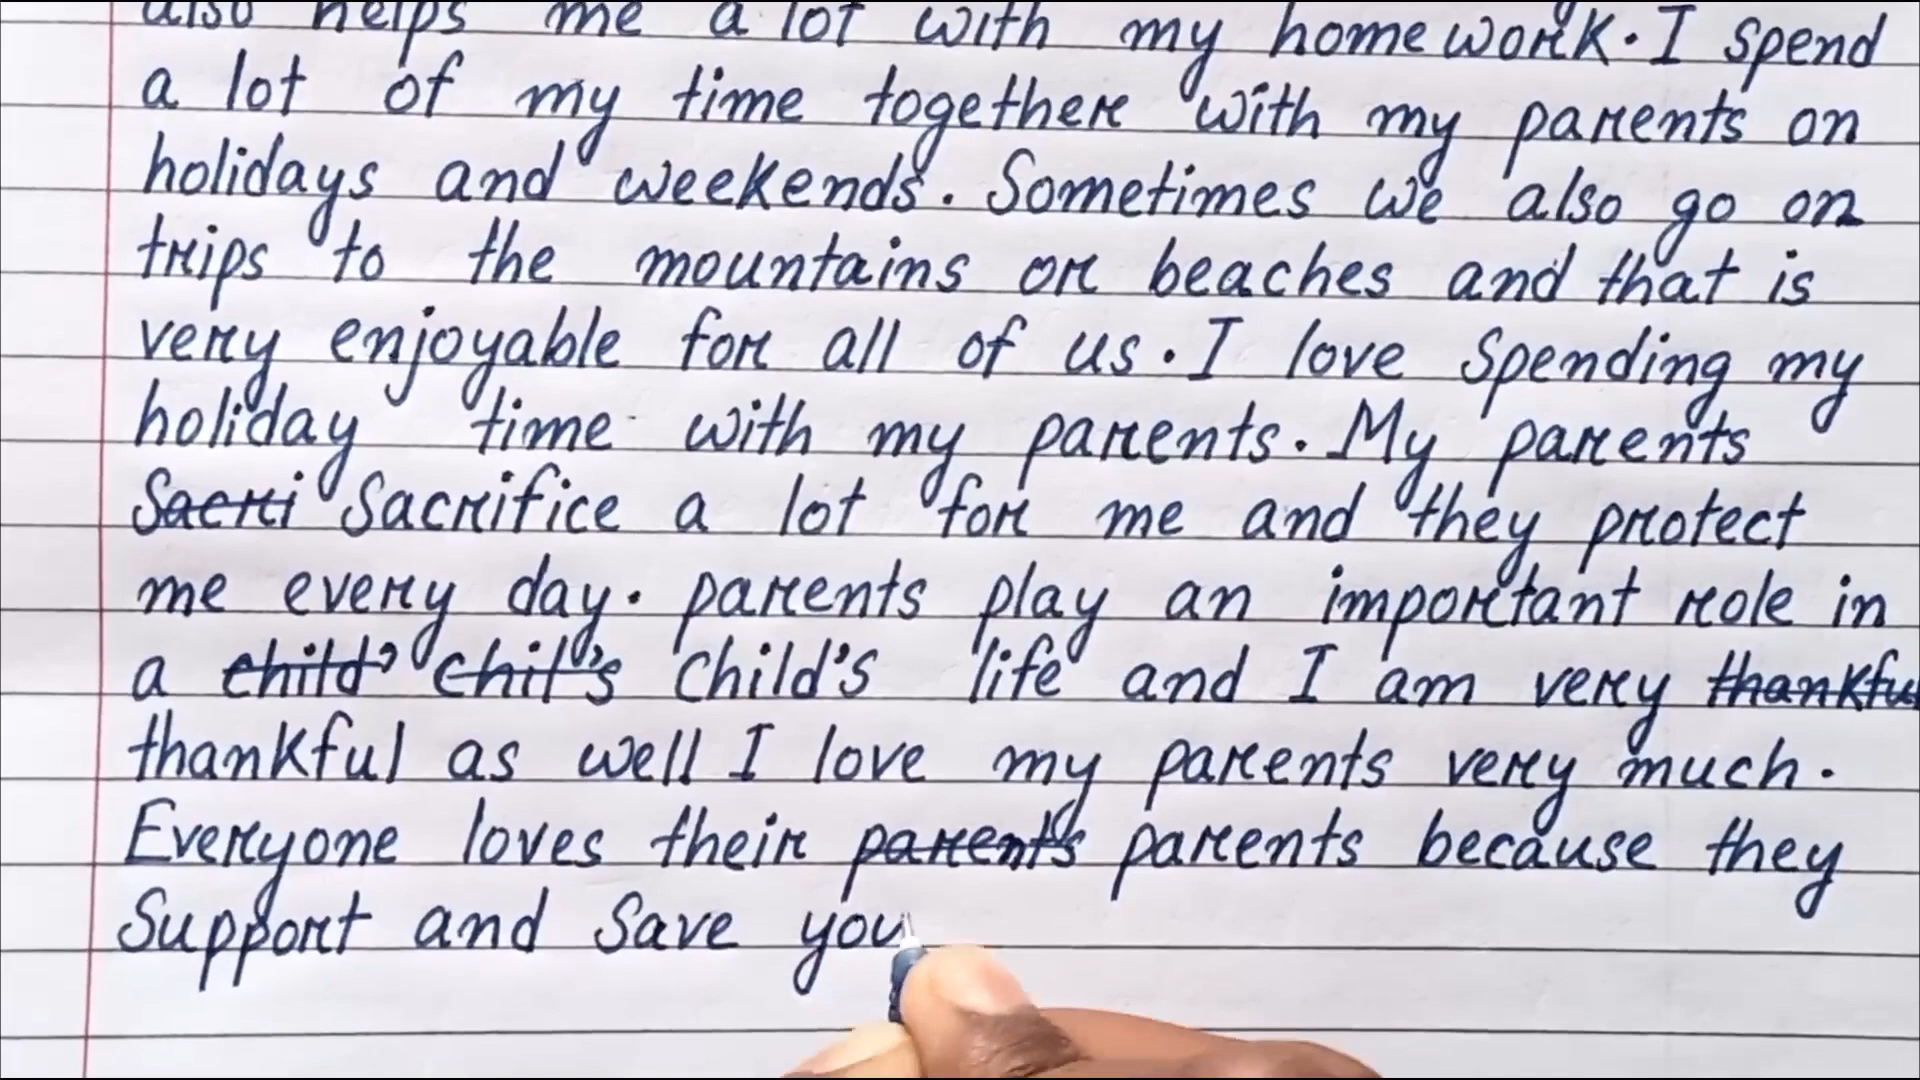 also helps me a lot with my homework. I spend
a lot of my time together with my parents on
holidays and weekends. Sometimes we also go on
trips to the mountains or beaches and that is
very enjoyable for all of us. I love spending my
holiday time with my parents. My parents
Sacri Sacrifice a lot for me and they protect
me every day. parents play an important role in
a child' chil's child's life and I am very thankful
thankful as well I love my parents very much.
Everyone loves their parent's parents because they
Support and Save you